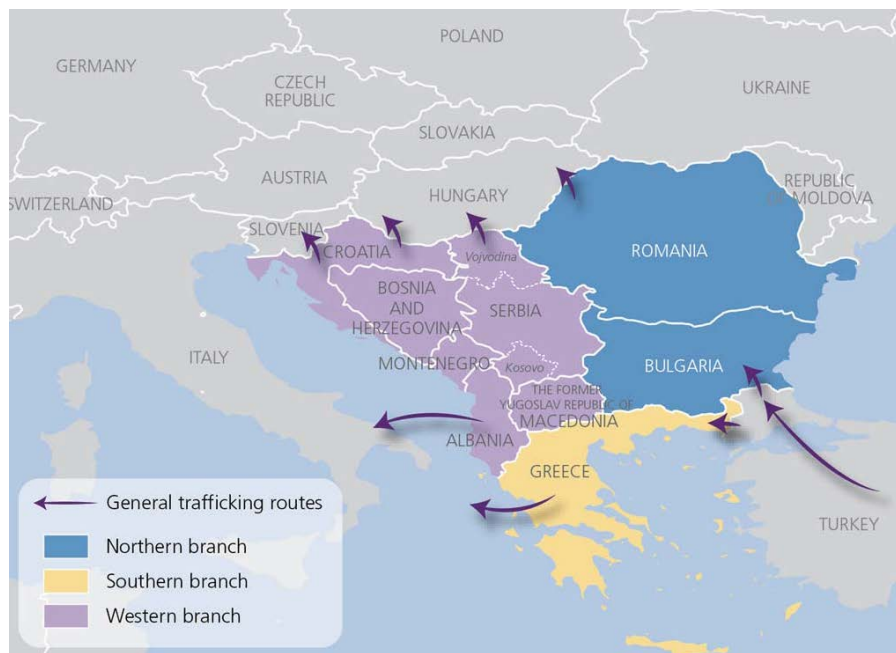 POLAND
GERMANY
CZECH
REPUBLIC
UKRAINE
SLOVAKIA
AUSTRIA
REPUBLIC
OF MOLDOVA
SWITZERLAND
HUNGARY
SLOVENIA
CROATIA
Vojvodina
ROMANIA
BOSNIA
AND
HERZEGOVINA
SERBIA
ITALY
MONTENEGRO
Kosovo
BULGARIA
THE FORMER
YUGOSLAV REPUBLIC OF
MACEDONIA
ALBANIA
GREECE
TURKEY
General trafficking routes
Northern branch
Southern branch
Western branch